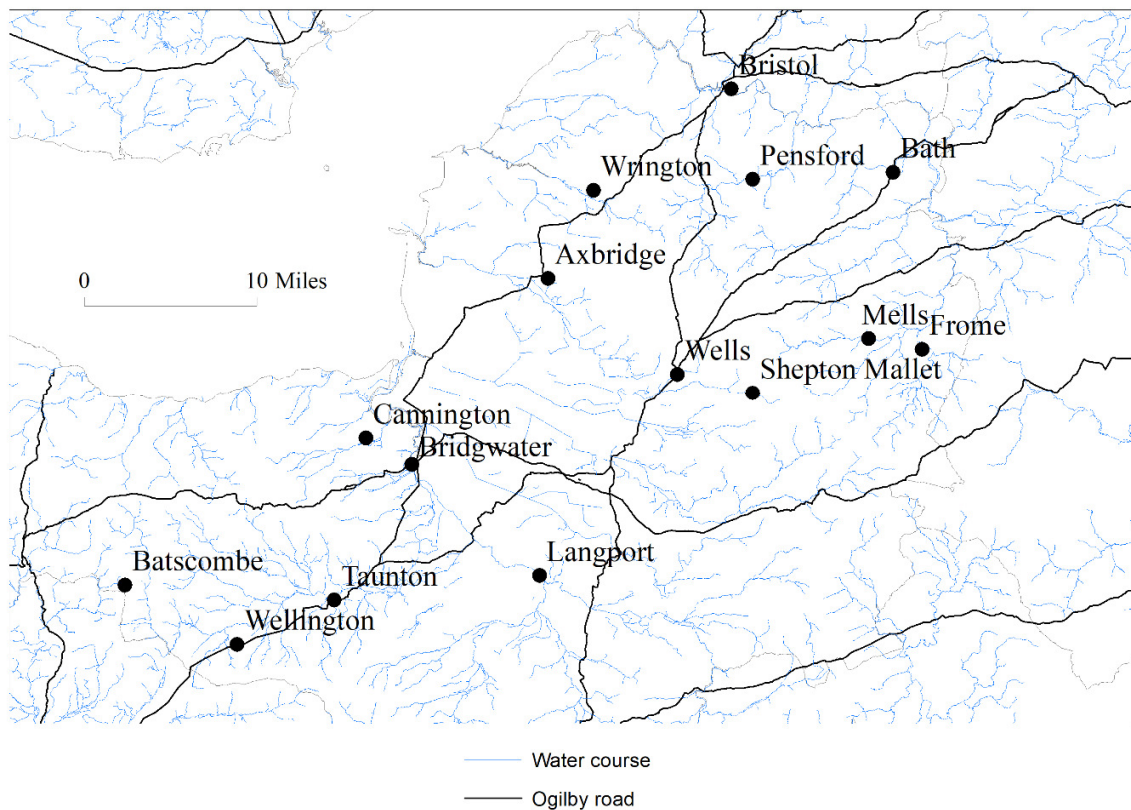 Bristol
Wrington
Pensford
Bath
Axbridge
0 10 Miles
Mells
Frome
Wells
Shepton Mallet
Cannington
Bridgwater
Batscombe
Taunton
Langport
Wellington
Water course
Ogilby road